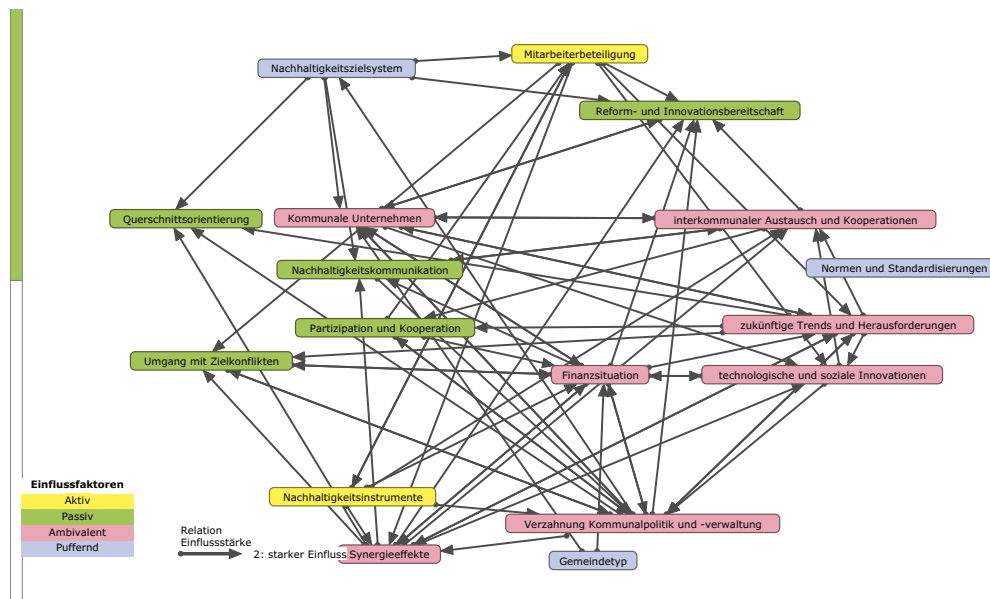 Mitarbeiterbeteiligung
Nachhaltigkeitszielsystem
Reform- und Innovationsbereitschaft
Querschnittsorientierung
Kommunale Unternehmen
interkommunaler Austausch und Kooperationen
Nachhaltigkeitskommunikation
Normen und Standardisierungen
Partizipation und Kooperation
zukünftige Trends und Herausforderungen
Umgang mit Zielkonflikten
Finanzsituation
technologische und soziale Innovationen
Einflussfaktoren
Aktiv
Passiv
Ambivalent
Puffernd
Relation
Einflussstärke
2: starker Einfluss
Nachhaltigkeitsinstrumente
Verzahnung Kommunalpolitik und -verwaltung
Synergieeffekte
Gemeindetyp